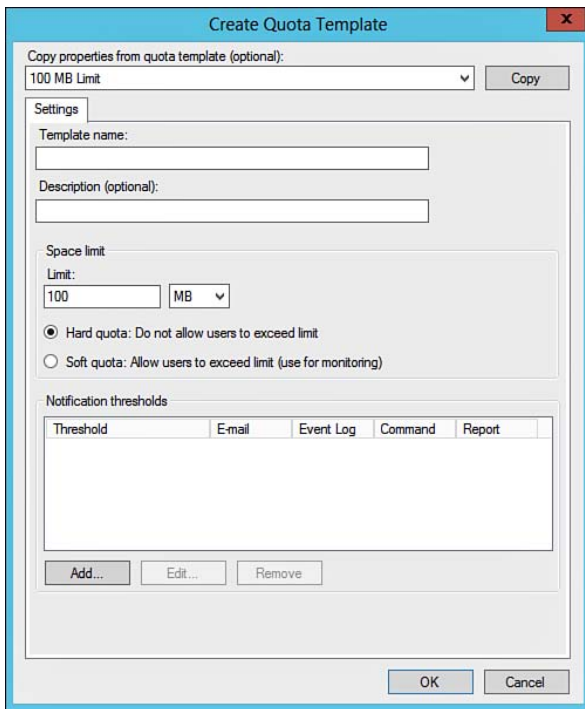 Create Quota Template
x
Copy properties from quota template (optional):
100 MB Limit
Copy
Settings
Template name:
Description (optional):
Space limit
Limit:
100 MB
Hard quota: Do not allow users to exceed limit
Soft quota: Allow users to exceed limit (use for monitoring)
Notification thresholds
Threshold E-mail Event Log Command Report
Add... Edit... Remove
OK Cancel